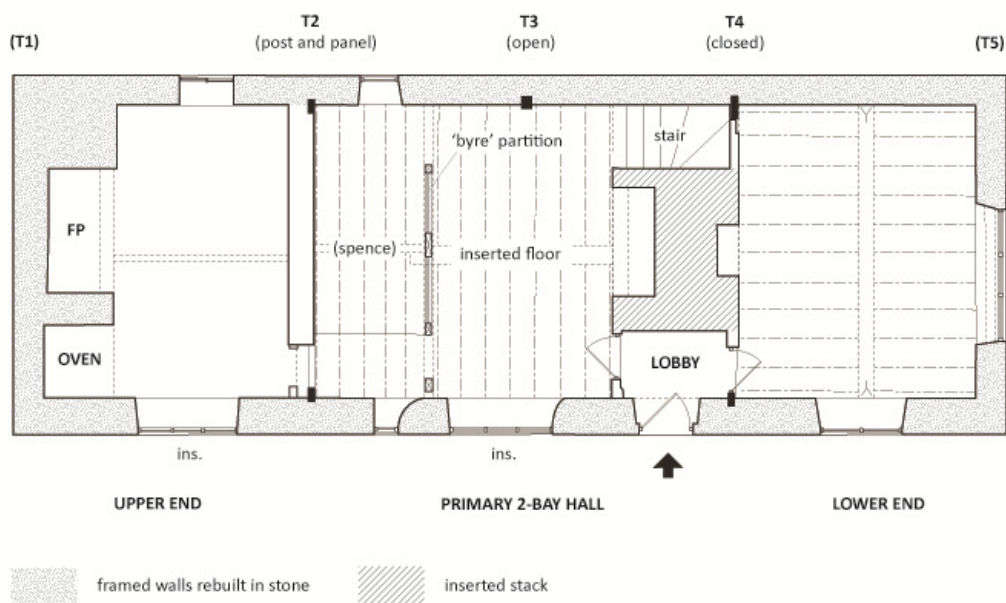 T2
T3
T4
(T1)
(post and panel)
(open)
(closed)
(T5)
stair
'byre' partition
FP
(spence)
inserted floor
OVEN
LOBBY
ins.
ins.
UPPER END
PRIMARY 2-BAY HALL
LOWER END
framed walls rebuilt in stone
inserted stack